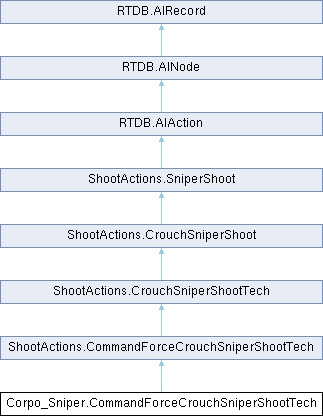 RTDB.AIRecord
RTDB.AINode
RTDB.AIAction
ShootActions.SniperShoot
ShootActions.CrouchSniperShoot
ShootActions.CrouchSniperShootTech
ShootActions.CommandForceCrouchSniperShootTech
Corpo_Sniper.CommandForceCrouchSniperShootTech